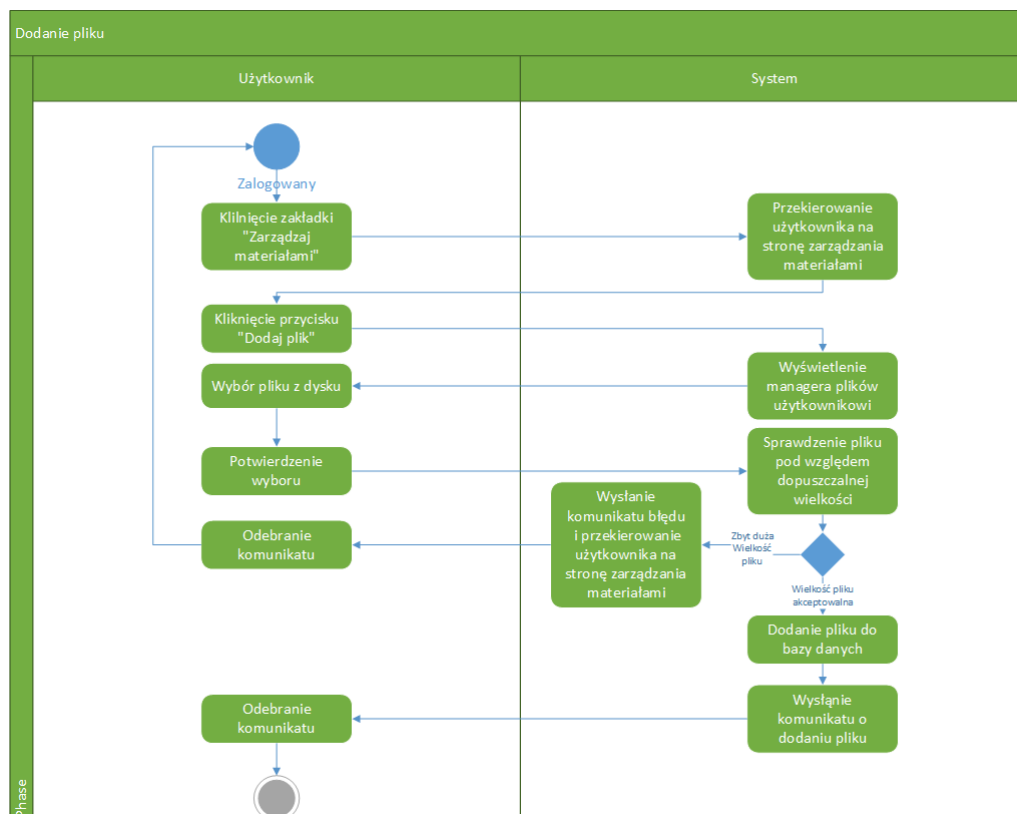 Dodanie pliku
Użytkownik
System
Zalogowany
Klilnięcie zakładki
"Zarządzaj
materiałami"
Przekierowanie
użytkownika na
stronę zarządzania
materiałami
Kliknięcie przycisku
"Dodaj plik"
Wyświetlenie
managera plików
użytkownikowi
Wybór pliku z dysku
Sprawdzenie pliku
pod względem
dopuszczalnej
wielkości
Potwierdzenie
wyboru
Wysłanie
komunikatu błędu
i przekierowanie
użytkownika na
stronę zarządzania
materiałami
Zbyt duża
Wielkość
pliku
Odebranie
komunikatu
Wielkość pliku
akceptowalna
Dodanie pliku do
bazy danych
Wysłąnie
komunikatu o
dodaniu pliku
Odebranie
komunikatu
Phase